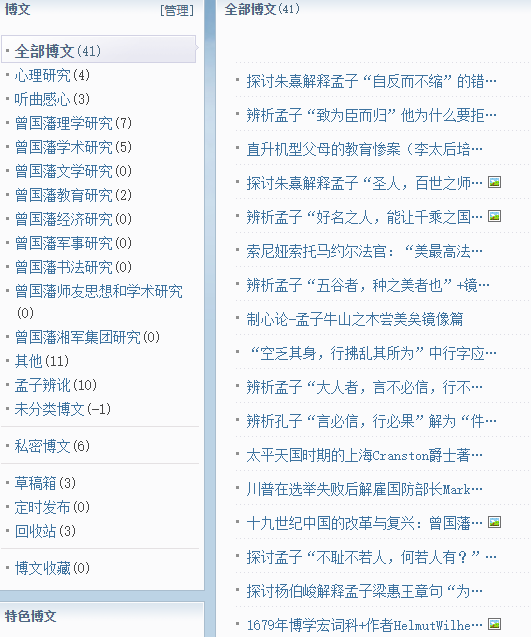 博文 [管理]
全部博文(41)
心理研究(4)
听曲感心(3)
曾国藩理学研究(7)
曾国藩学术研究(5)
曾国藩文学研究(0)
曾国藩教育研究(2)
曾国藩经济研究(0)
曾国藩军事研究(0)
曾国藩书法研究(0)
曾国藩师友思想和学术研究
(0)
曾国藩湘军集团研究(0)
其他(11)
孟子辨讹(10)
未分类博文(-1)
私密博文(6)
草稿箱(3)
定时发布(0)
回收站(3)
博文收藏(0)
特色博文
全部博文(41)
探讨朱熹解释孟子“自反而不缩”的错…
辨析孟子“致为臣而归”他为什么要拒…
直升机型父母的教育惨案（李太后培…
探讨朱熹解释孟子“圣人，百世之师…
辨析孟子“好名之人，能让千乘之国…
索尼娅索托马约尔法官：“美最高法…
辨析孟子“五谷者，种之美者也”+镜…
制心论-孟子牛山之木尝美矣镜像篇
“空乏其身，行拂乱其所为”中行字应…
辨析孟子“大人者，言不必信，行不…
辨析孔子“言必信，行必果”解为“件…
太平天国时期的上海Cranston爵士著…
川普在选举失败后解雇国防部长Mark…
十九世纪中国的改革与复兴：曾国藩…
探讨孟子“不耻不若人，何若人有？”…
探讨杨伯峻解释孟子梁惠王章句“为…
1679年博学宏词科+作者HelmutWilhe…